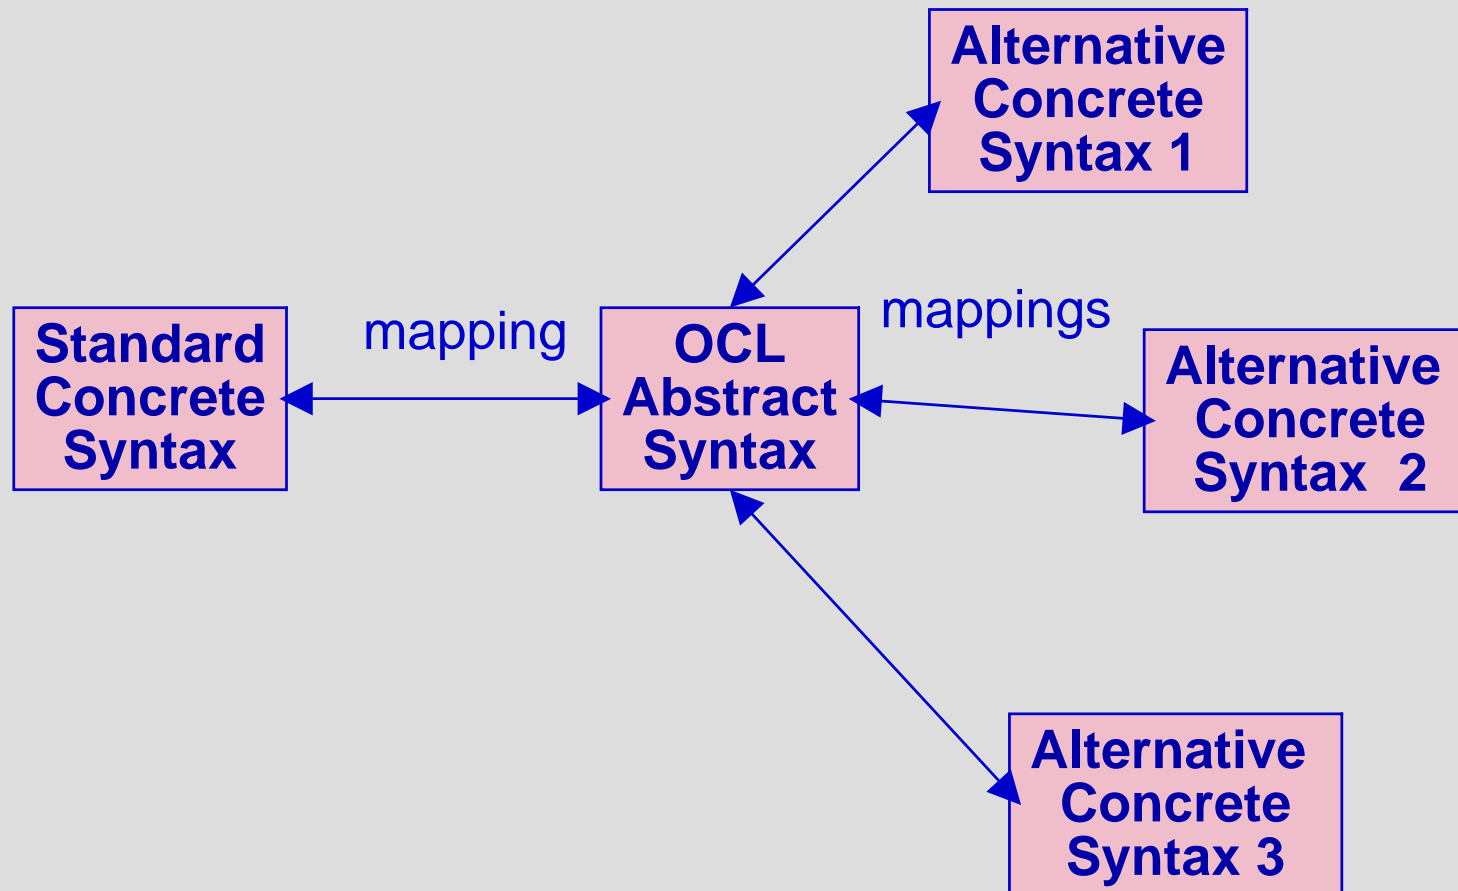 Alternative
Concrete
Syntax 1
Standard
Concrete
Syntax
mapping
OCL
Abstract
Syntax
mappings
Alternative
Concrete
Syntax 2
Alternative
Concrete
Syntax 3